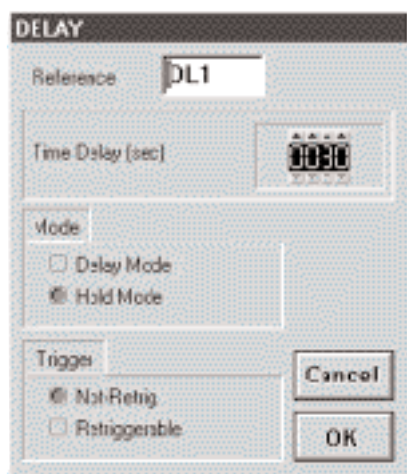 DELAY
Reference DL1
Time Delay (sec) 0030
Mode
Delay Mode
Hold Mode
Trigger
Not-Retrig
Retriggerable
Cancel
OK